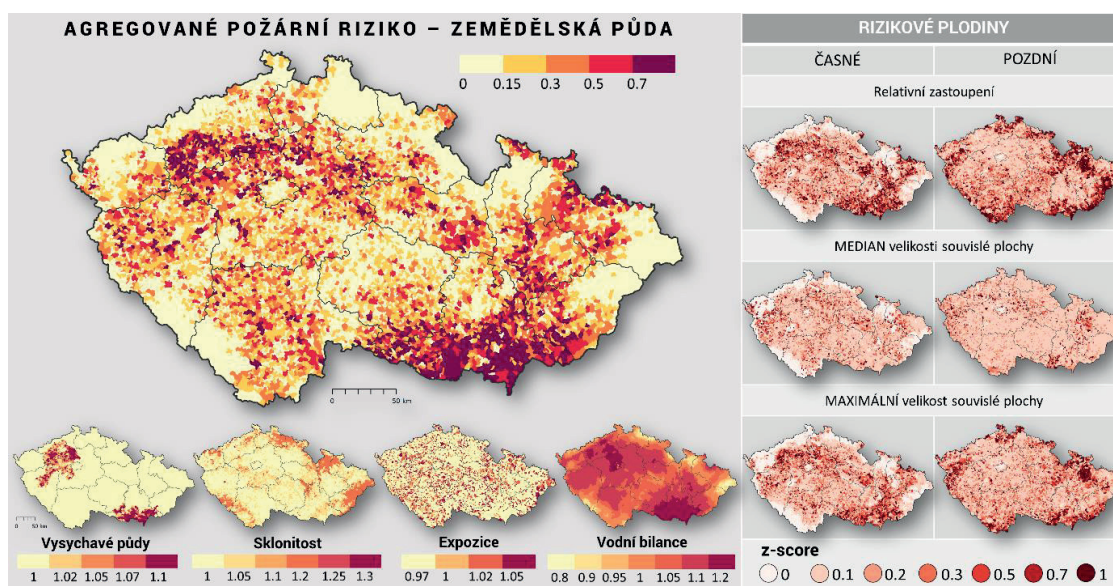 AGREGOVANÉ POŽÁRNÍ RIZIKO – ZEMĚDĚLSKÁ PŮDA
0 0.15 0.3 0.5 0.7
0 50 km
0 50 km
Vysychavé půdy
1 1.02 1.05 1.07 1.1
Sklonitost
1 1.05 1.1 1.2 1.25 1.3
Expozice
0.97 1 1.02 1.05
Vodní bilance
0.8 0.9 0.95 1 1.1 1.2
RIZIKOVÉ PLODINY
ČASNÉ POZDNÍ
Relativní zastoupení
MEDIAN velikosti souvislé plochy
MAXIMÁLNÍ velikost souvislé plochy
z-score
0 0.1 0.2 0.3 0.5 0.7 1